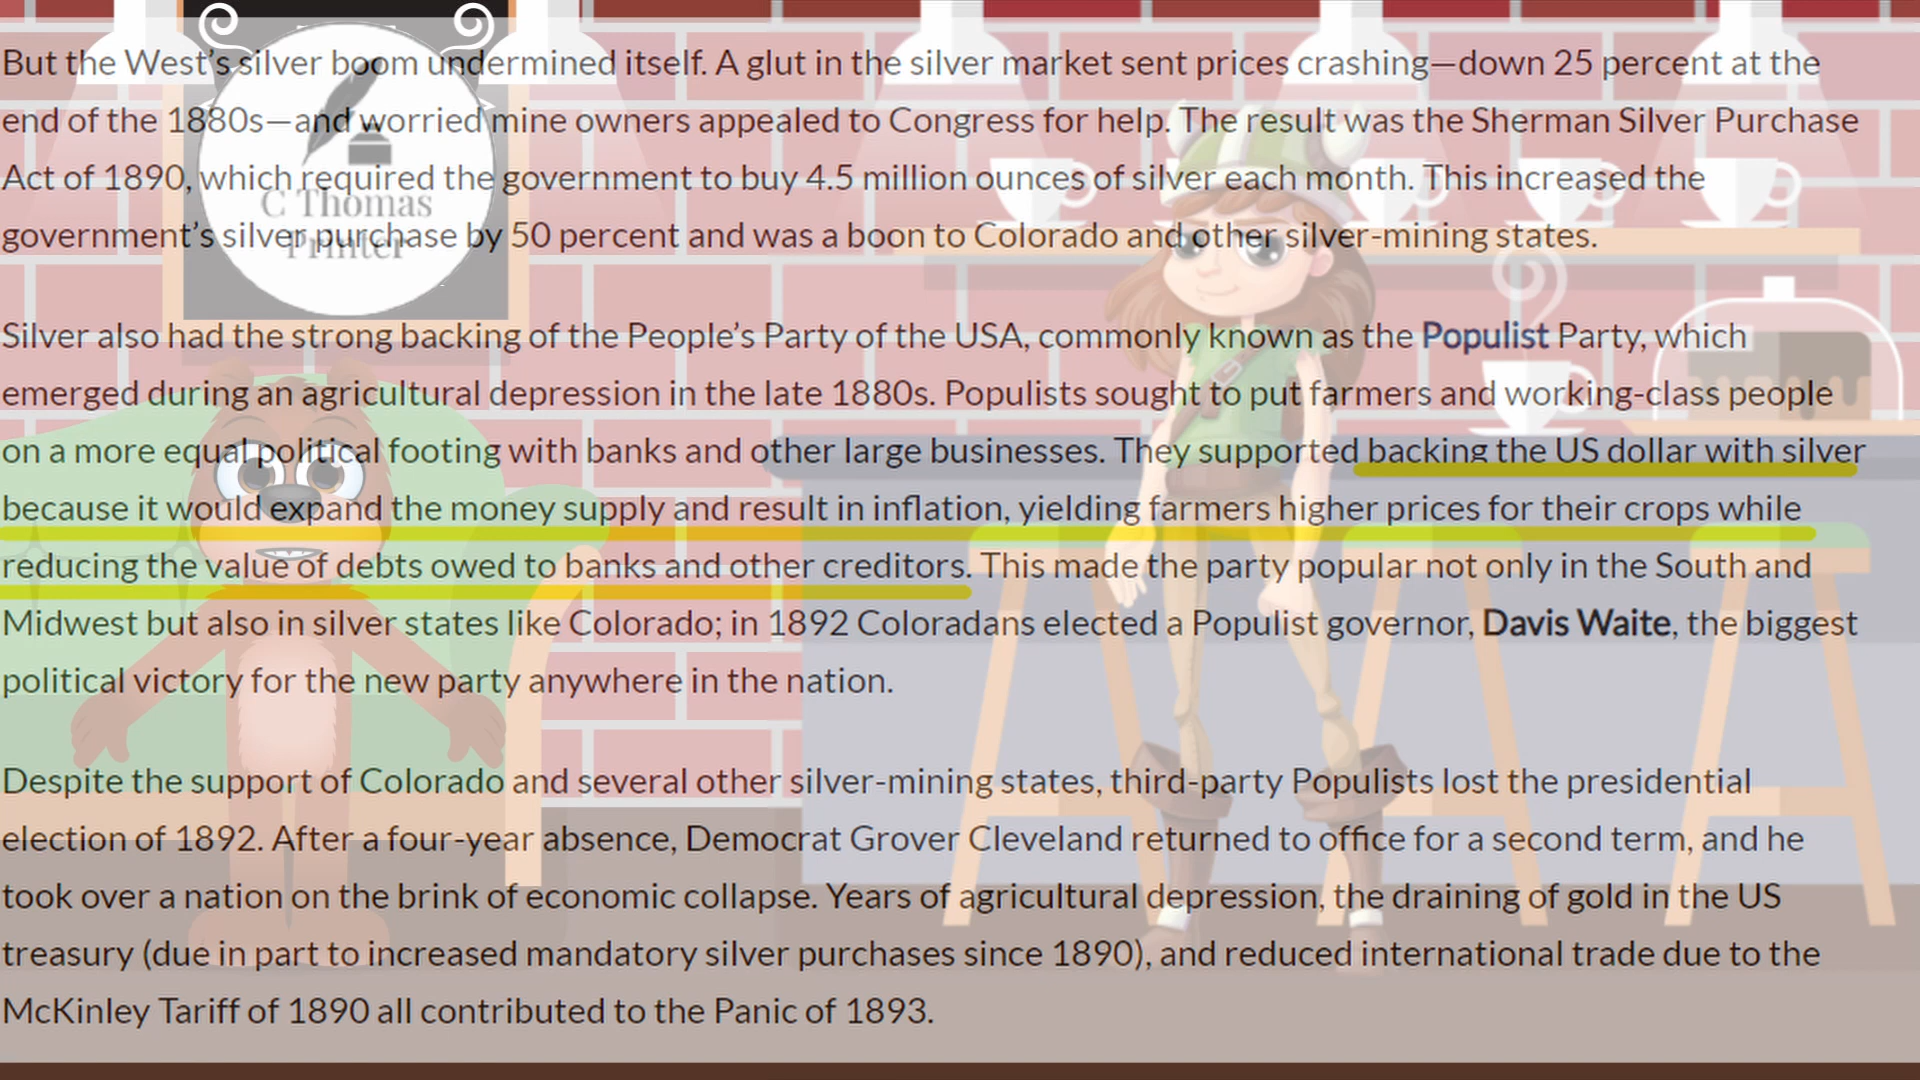 But the West’s silver boom undermined itself. A glut in the silver market sent prices crashing—down 25 percent at the
end of the 1880s—and worried mine owners appealed to Congress for help. The result was the Sherman Silver Purchase
Act of 1890, which required the government to buy 4.5 million ounces of silver each month. This increased the
government’s silver purchase by 50 percent and was a boon to Colorado and other silver-mining states.
C Thomas
Printer
Silver also had the strong backing of the People’s Party of the USA, commonly known as the Populist Party, which
emerged during an agricultural depression in the late 1880s. Populists sought to put farmers and working-class people
on a more equal political footing with banks and other large businesses. They supported backing the US dollar with silver
because it would expand the money supply and result in inflation, yielding farmers higher prices for their crops while
reducing the value of debts owed to banks and other creditors. This made the party popular not only in the South and
Midwest but also in silver states like Colorado; in 1892 Coloradans elected a Populist governor, Davis Waite, the biggest
political victory for the new party anywhere in the nation.
Despite the support of Colorado and several other silver-mining states, third-party Populists lost the presidential
election of 1892. After a four-year absence, Democrat Grover Cleveland returned to office for a second term, and he
took over a nation on the brink of economic collapse. Years of agricultural depression, the draining of gold in the US
treasury (due in part to increased mandatory silver purchases since 1890), and reduced international trade due to the
McKinley Tariff of 1890 all contributed to the Panic of 1893.